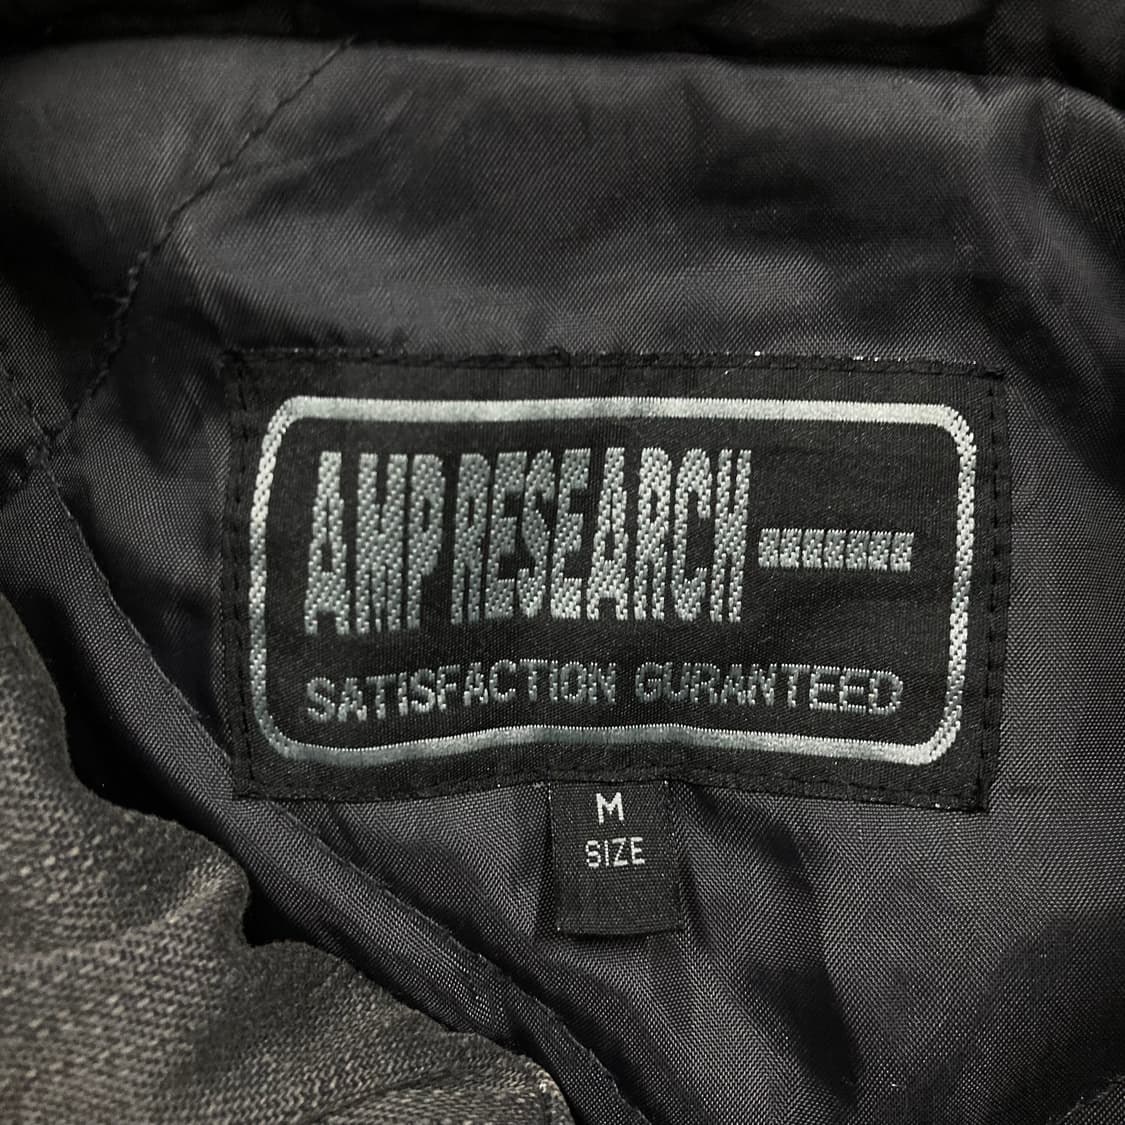 AMP RESEARCH
SATISFACTION GURANTEED
M
SIZE